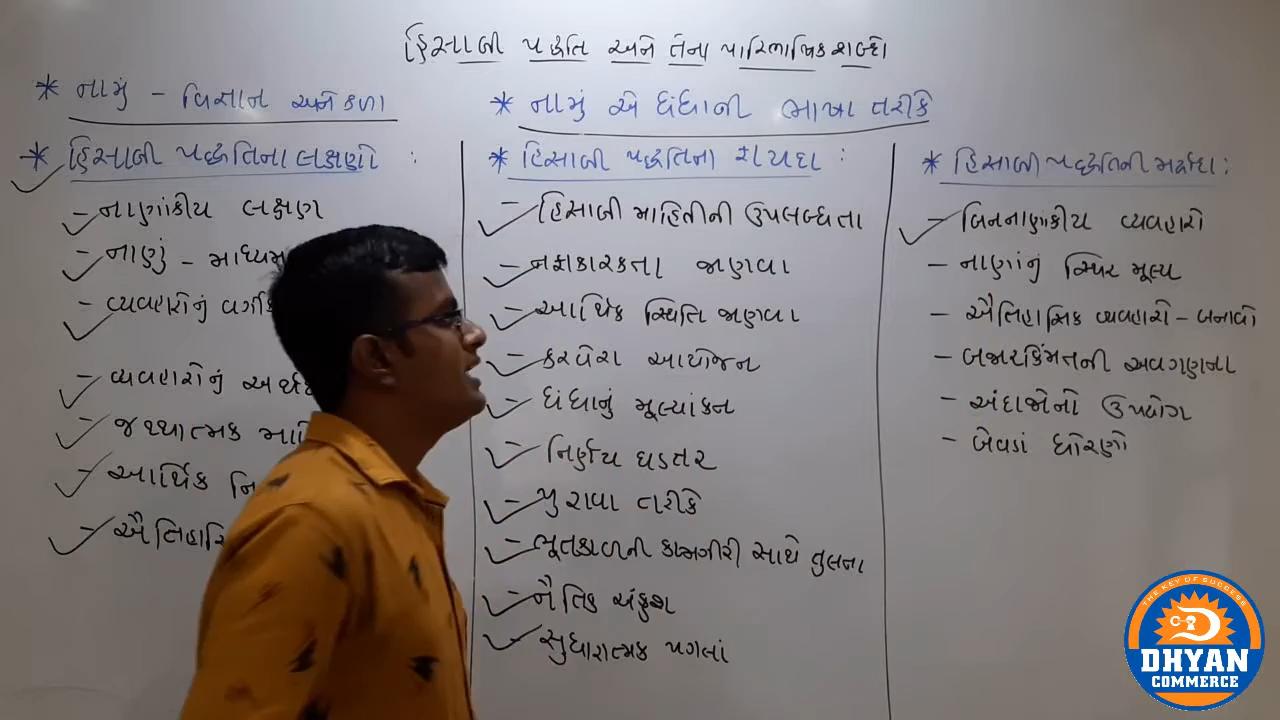 હિસાબી પદ્ધતિ અને તેના પારિભાષિક શબ્દો
* નામું - વિજ્ઞાન અને કળા
* નામું એ ધંધાની ભાષા તરીકે
* હિસાબી પદ્ધતિના લક્ષણો :
- નાણાંકીય લક્ષણ
- નાણું - માધ્યમ
- વ્યવહારોનું
- વ્યવહારોનું
- જથ્થાત્મક
- આર્થિક
* હિસાબી પદ્ધતિના ફાયદા :
- હિસાબી માહિતીની ઉપલબ્ધતા
- નફાકારકતા જાણવા
- આર્થિક સ્થિતિ જાણવા
- કરવેરા આયોજન
- ધંધાનું મૂલ્યાંકન
- નિર્ણય ઘડતર
- પુરાવા તરીકે
- ભૂતકાળની કામગીરી સાથે તુલના
- નૈતિક અંકુશ
- સુધારાત્મક પગલાં
* હિસાબી પદ્ધતિની મર્યાદા :
- બિનનાણાંકીય વ્યવહારો
- નાણાંનું સ્થિર મૂલ્ય
- ઐતિહાસિક વ્યવહારો - બનાવો
- બજારકિંમતની અવગણના
- અંદાજોનો ઉપયોગ
- બેવડાં ધોરણો
THE KEY OF SUCCESS
DHYAN
COMMERCE